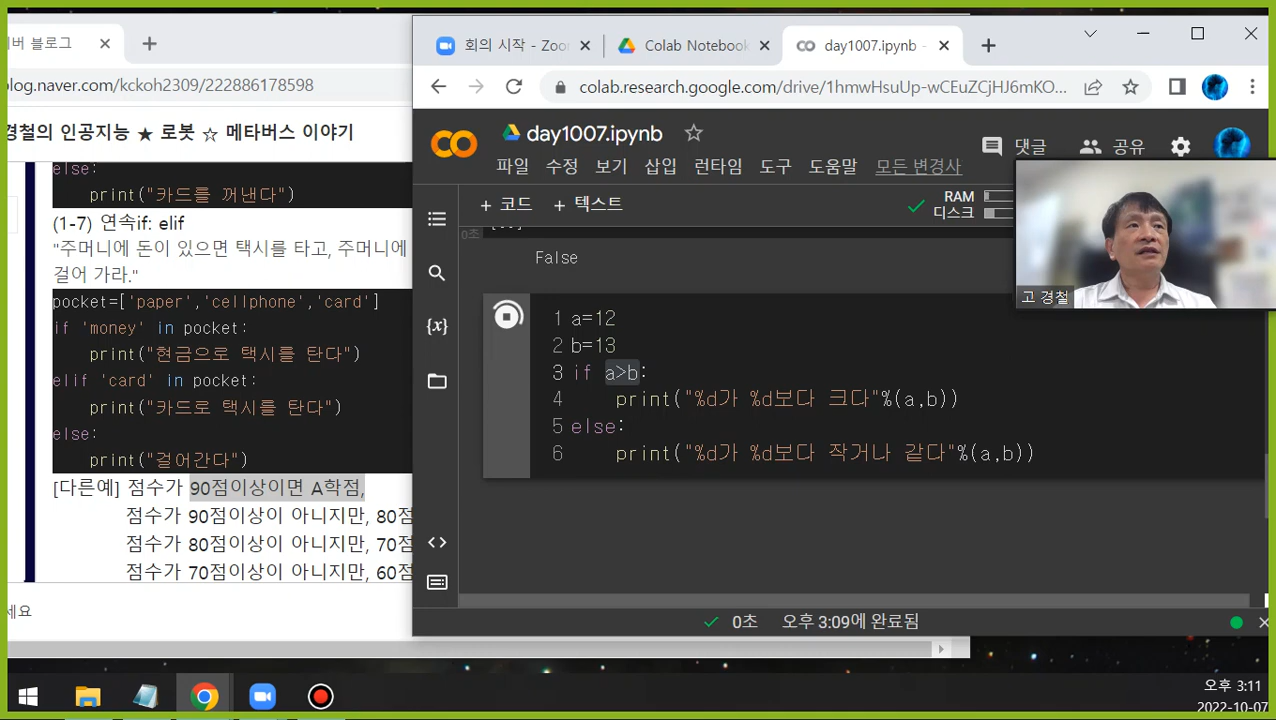 버 블로그
회의 시작 - Zoo
Colab Notebook
day1007.ipynb
log.naver.com/kckoh2309/222886178598
colab.research.google.com/drive/1hmwHsuUp-wCEuZCjHJ6mKO...
경철의 인공지능 ★ 로봇 ☆ 메타버스 이야기
else:
print("카드를 꺼낸다")
(1-7) 연속if: elif
"주머니에 돈이 있으면 택시를 타고, 주머니에
걸어 가라."
pocket=['paper','cellphone','card']
if 'money' in pocket:
print("현금으로 택시를 탄다")
elif 'card' in pocket:
print("카드로 택시를 탄다")
else:
print("걸어간다")
[다른예] 점수가 90점이상이면 A학점,
점수가 90점이상이 아니지만, 80점
점수가 80점이상이 아니지만, 70점
점수가 70점이상이 아니지만, 60점
세요
day1007.ipynb
댓글 공유
파일 수정 보기 삽입 런타임 도구 도움말 모든 변경사
+ 코드 + 텍스트
RAM
디스크
0초
False
{x}
1 a=12
2 b=13
3 if a>b:
4 print("%d가 %d보다 크다"%(a,b))
5 else:
6 print("%d가 %d보다 작거나 같다"%(a,b))
고 경철
0초 오후 3:09에 완료됨
오후 3:11
2022-10-07